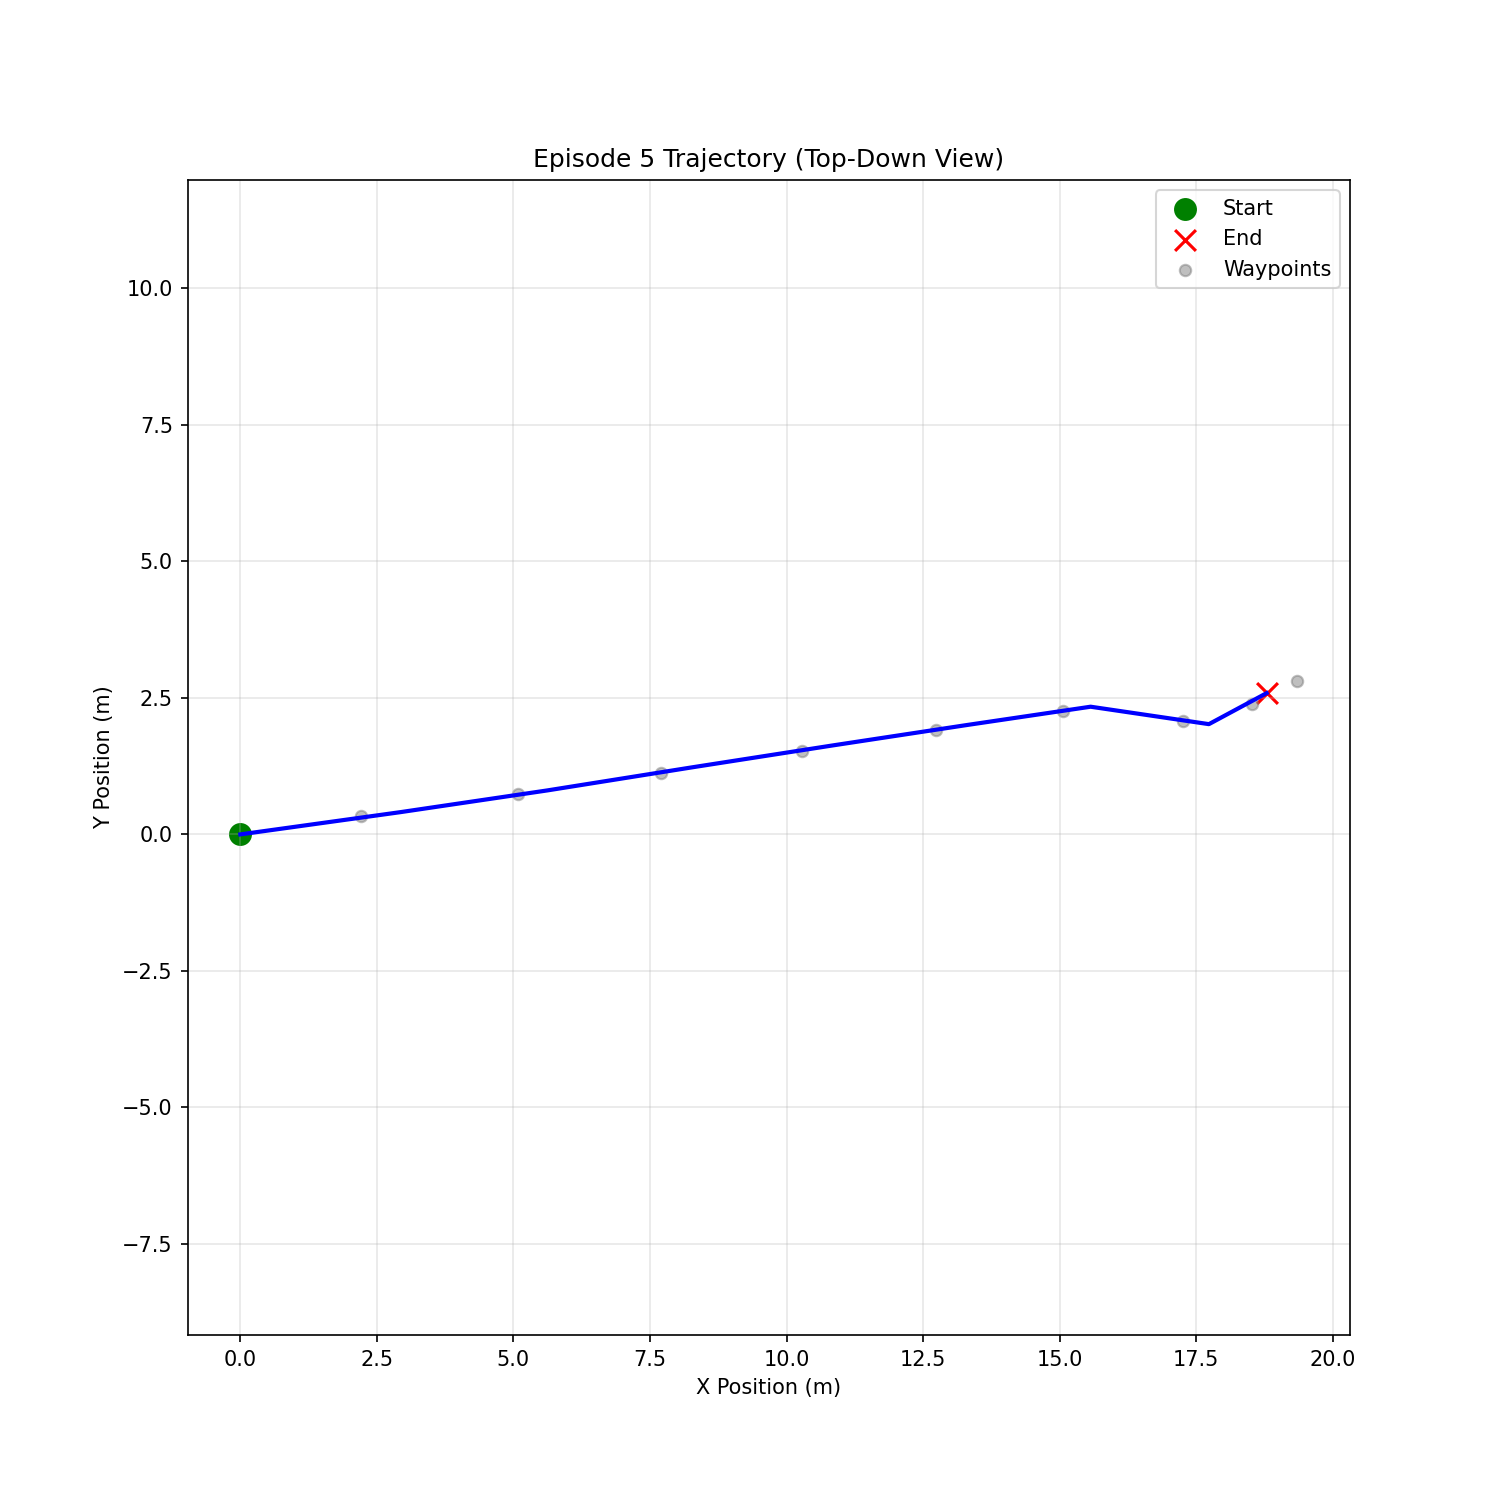 Episode 5 Trajectory (Top-Down View)
Start
End
Waypoints
10.0
7.5
5.0
2.5
0.0
−2.5
−5.0
−7.5
Y Position (m)
0.0 2.5 5.0 7.5 10.0 12.5 15.0 17.5 20.0
X Position (m)